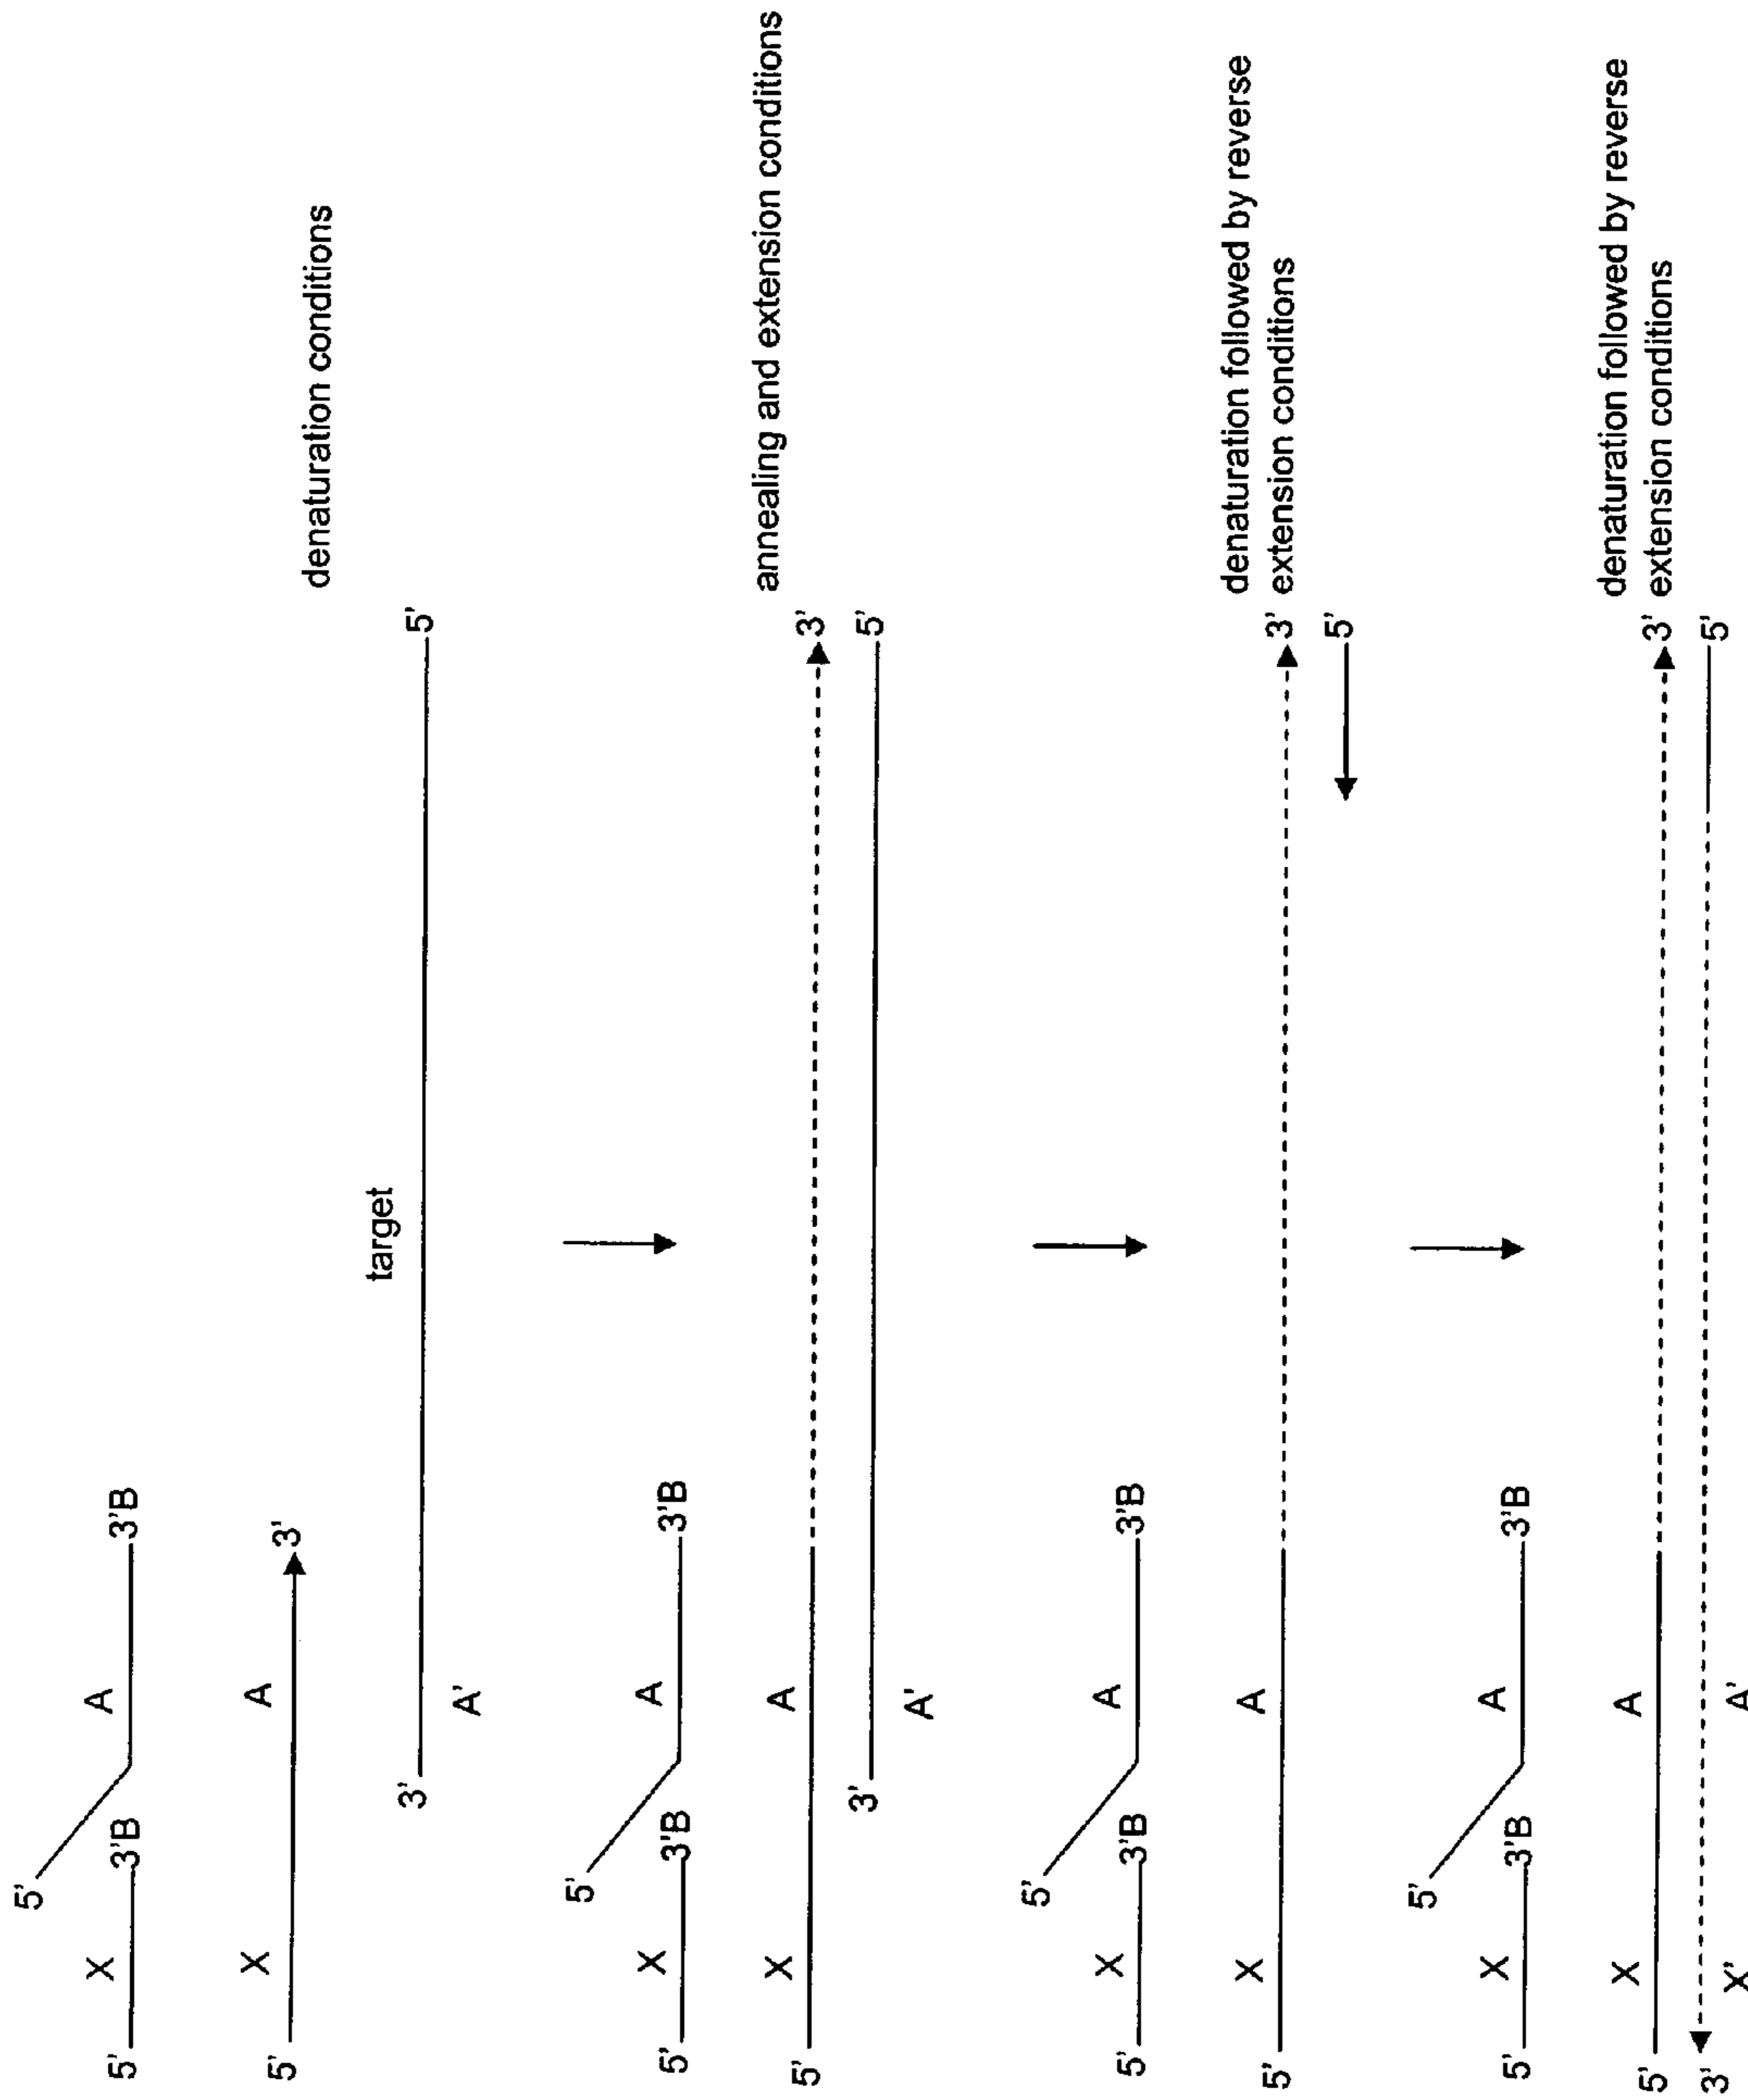 5'
X A
5' 3'B 3'B
X A
5' 3'
denaturation conditions
target
3' 5'
A'
5'
X A
5' 3'B 3'B
annealing and extension conditions
X A
5' 3'
3' 5'
A'
5'
X A
5' 3'B 3'B
denaturation followed by reverse
X A
5' 3' extension conditions
5'
5'
X A
5' 3'B 3'B
denaturation followed by reverse
X A
5' 3' extension conditions
3' 5'
X' A'